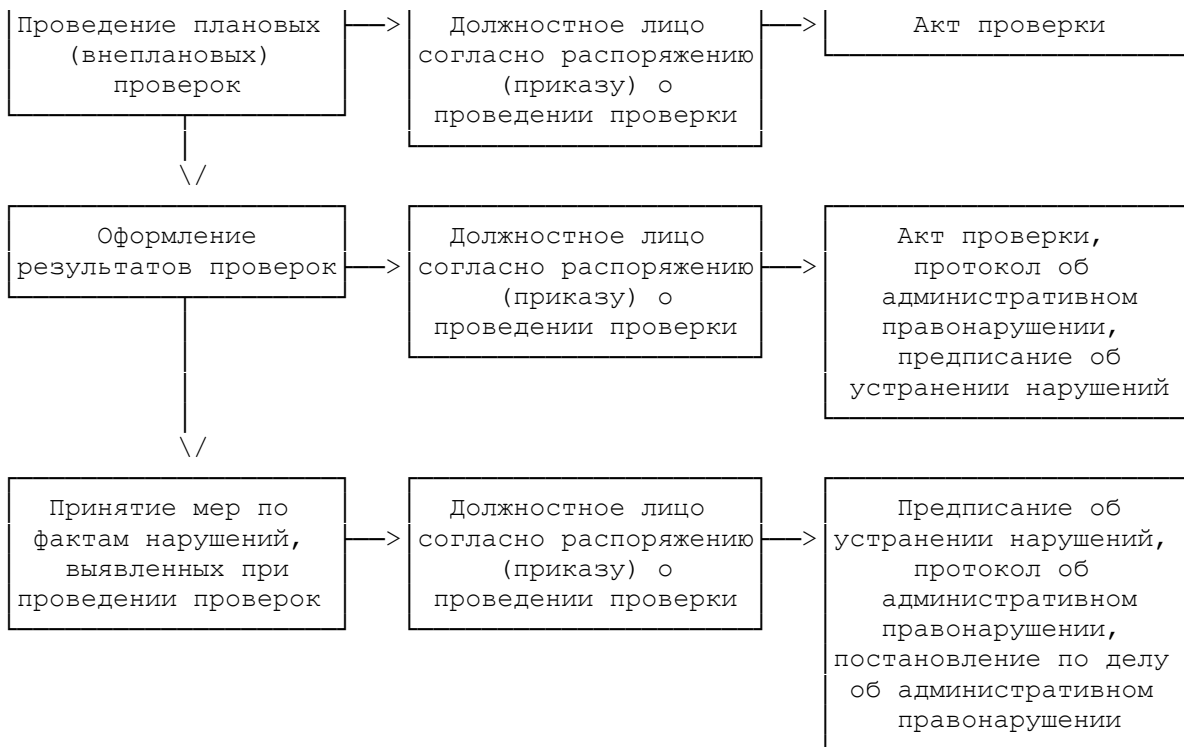 Проведение плановых
(внеплановых)
проверок
Должностное лицо
согласно распоряжению
(приказу) о
проведении проверки
Акт проверки
Оформление
результатов проверок
Должностное лицо
согласно распоряжению
(приказу) о
проведении проверки
Акт проверки,
протокол об
административном
правонарушении,
предписание об
устранении нарушений
Принятие мер по
фактам нарушений,
выявленных при
проведении проверок
Должностное лицо
согласно распоряжению
(приказу) о
проведении проверки
Предписание об
устранении нарушений,
протокол об
административном
правонарушении,
постановление по делу
об административном
правонарушении